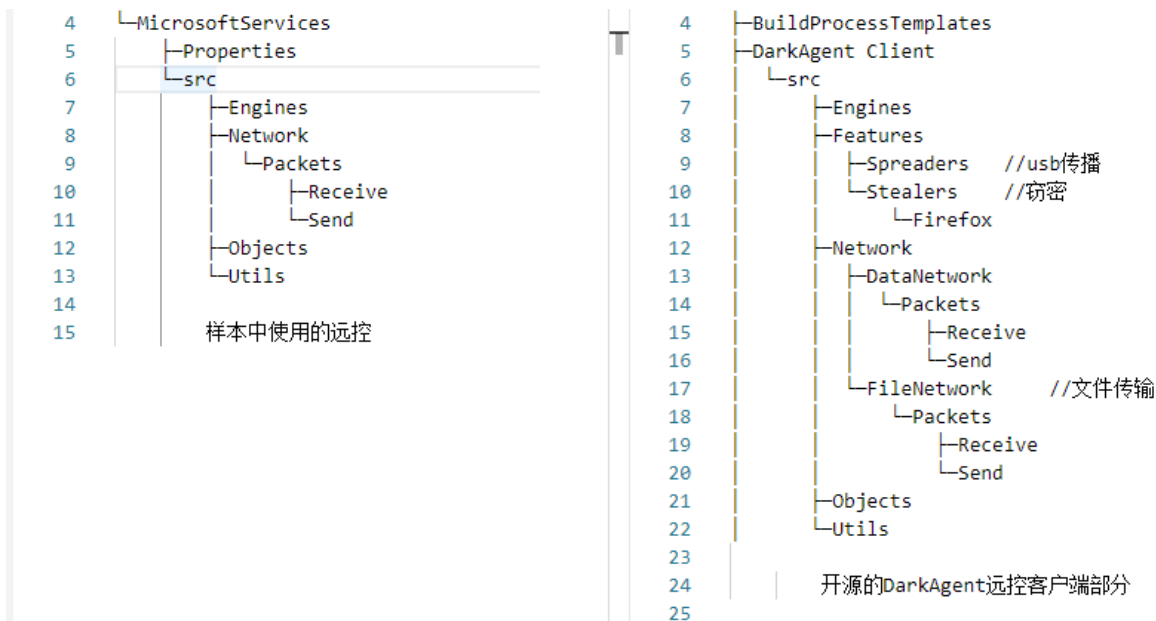 4 └─MicrosoftServices
5 ├─Properties
6 └─src
7 ├─Engines
8 ├─Network
9 │ └─Packets
10 │ ├─Receive
11 │ └─Send
12 ├─Objects
13 └─Utils
14
15 样本中使用的远控
4 ├─BuildProcessTemplates
5 ├─DarkAgent Client
6 │ └─src
7 │ ├─Engines
8 │ ├─Features
9 │ │ ├─Spreaders //usb传播
10 │ │ └─Stealers //窃密
11 │ │ └─Firefox
12 │ ├─Network
13 │ │ ├─DataNetwork
14 │ │ │ └─Packets
15 │ │ │ ├─Receive
16 │ │ │ └─Send
17 │ │ └─FileNetwork //文件传输
18 │ │ └─Packets
19 │ │ ├─Receive
20 │ │ └─Send
21 │ ├─Objects
22 │ └─Utils
23
24 开源的DarkAgent远控客户端部分
25